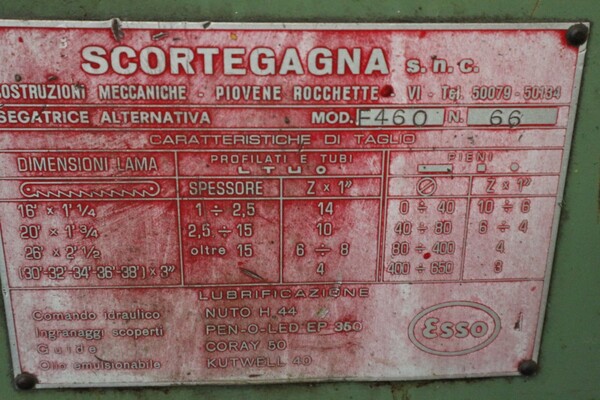 SCORTEGAGNA s.n.c.
COSTRUZIONI MECCANICHE - PIOVENE ROCCHETTE - VI - Tel. 50079 - 50134
SEGATRICE ALTERNATIVA MOD. F460 N. 66
CARATTERISTICHE DI TAGLIO
DIMENSIONI LAMA PROFILATI E TUBI PIENI
SPESSORE Z x 1" Z x 1"
16' x 1' 1/4 1 ÷ 2,5 14 0 ÷ 40 10 ÷ 6
20' x 1' 3/4 2,5 ÷ 15 10 40 ÷ 80 6 ÷ 4
26' x 2' 1/2 oltre 15 6 ÷ 8 80 ÷ 400 4
(30'-32'-34'-36'-38') x 3" 4 400 ÷ 650 3
LUBRIFICAZIONE
Comando idraulico NUTO H 44
Ingranaggi scoperti PEN-O-LED EP 350
Guide CORAY 50
Olio emulsionabile KUTWELL 40
Esso